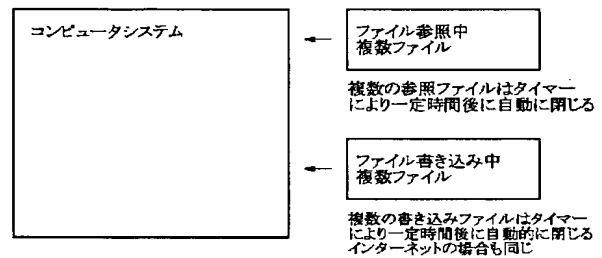 コンピュータシステム
ファイル参照中
複数ファイル
複数の参照ファイルはタイマー
により一定時間後に自動に閉じる
ファイル書き込み中
複数ファイル
複数の書き込みファイルはタイマー
により一定時間後に自動的に閉じる
インターネットの場合も同じ